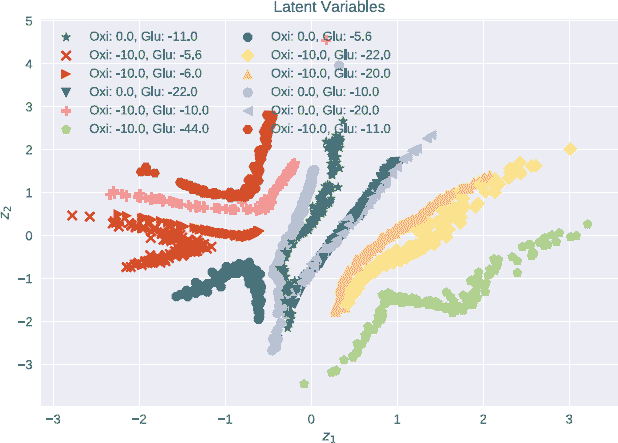 Latent Variables
5
Oxi: 0.0, Glu: -11.0 Oxi: 0.0, Glu: -5.6
Oxi: -10.0, Glu: -5.6 Oxi: -10.0, Glu: -22.0
4
Oxi: -10.0, Glu: -6.0 Oxi: -10.0, Glu: -20.0
Oxi: 0.0, Glu: -22.0 Oxi: 0.0, Glu: -10.0
3
Oxi: -10.0, Glu: -10.0 Oxi: 0.0, Glu: -20.0
Oxi: -10.0, Glu: -44.0 Oxi: -10.0, Glu: -11.0
2
1
z2
0
−1
−2
−3
−3 −2 −1 0 1 2 3
z1